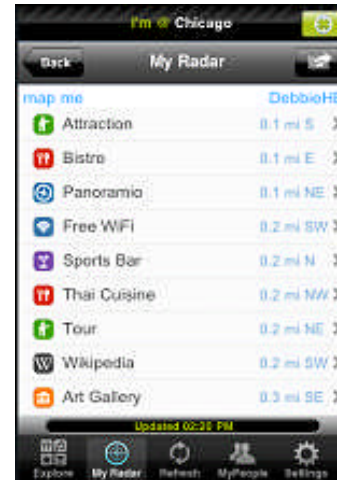 I'm @ Chicago
Back My Radar
map me DebbieHE
Attraction 0.1 mi S
Bistro 0.1 mi E
Panoramio 0.1 mi NE
Free WiFi 0.2 mi SW
Sports Bar 0.2 mi N
Thai Cuisine 0.2 mi NW
Tour 0.2 mi NE
W Wikipedia 0.2 mi SW
Art Gallery 0.3 mi SE
Updated 02:20 PM
Explore My Radar Refresh MyPeople Settings